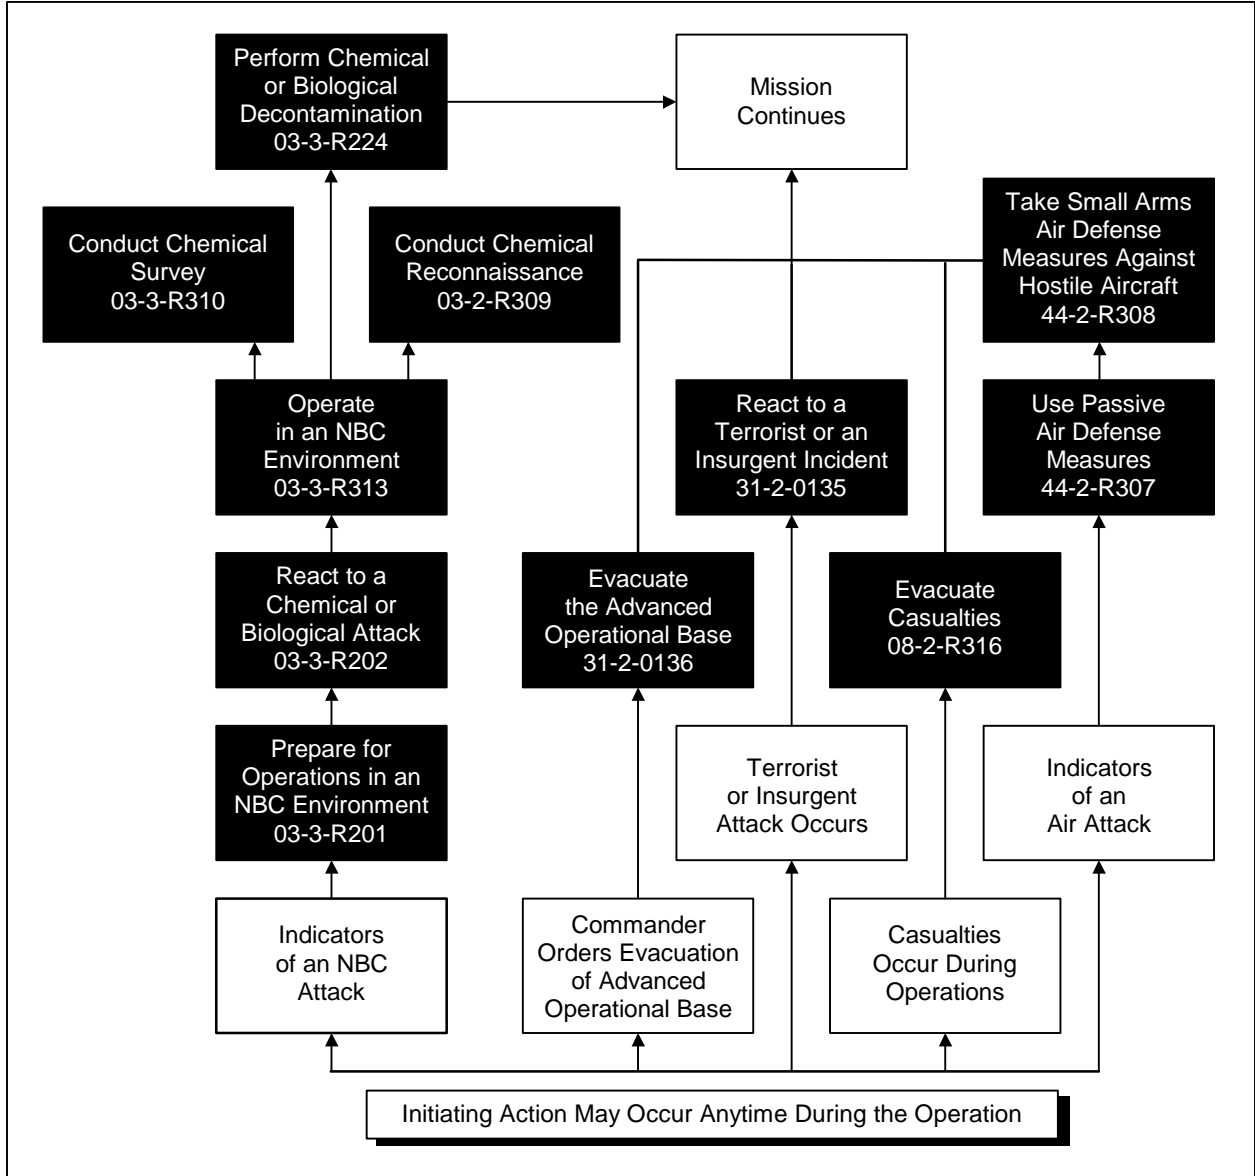 Perform Chemical
or Biological
Decontamination
03-3-R224
Mission
Continues
Conduct Chemical
Survey
03-3-R310
Conduct Chemical
Reconnaissance
03-2-R309
Take Small Arms
Air Defense
Measures Against
Hostile Aircraft
44-2-R308
Operate
in an NBC
Environment
03-3-R313
React to a
Terrorist or an
Insurgent Incident
31-2-0135
Use Passive
Air Defense
Measures
44-2-R307
React to a
Chemical or
Biological Attack
03-3-R202
Evacuate
the Advanced
Operational Base
31-2-0136
Evacuate
Casualties
08-2-R316
Prepare for
Operations in an
NBC Environment
03-3-R201
Terrorist
or Insurgent
Attack Occurs
Indicators
of an
Air Attack
Indicators
of an NBC
Attack
Commander
Orders Evacuation
of Advanced
Operational Base
Casualties
Occur During
Operations
Initiating Action May Occur Anytime During the Operation